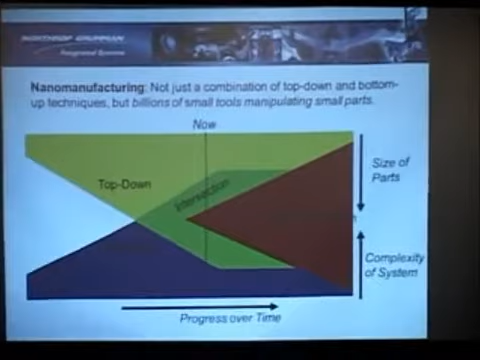 NORTHROP GRUMMAN
Integrated Systems
Nanomanufacturing: Not just a combination of top-down and bottom-
up techniques, but billions of small tools manipulating small parts.
Now
Top-Down
Intersection
Size of
Parts
Complexity
of System
Progress over Time